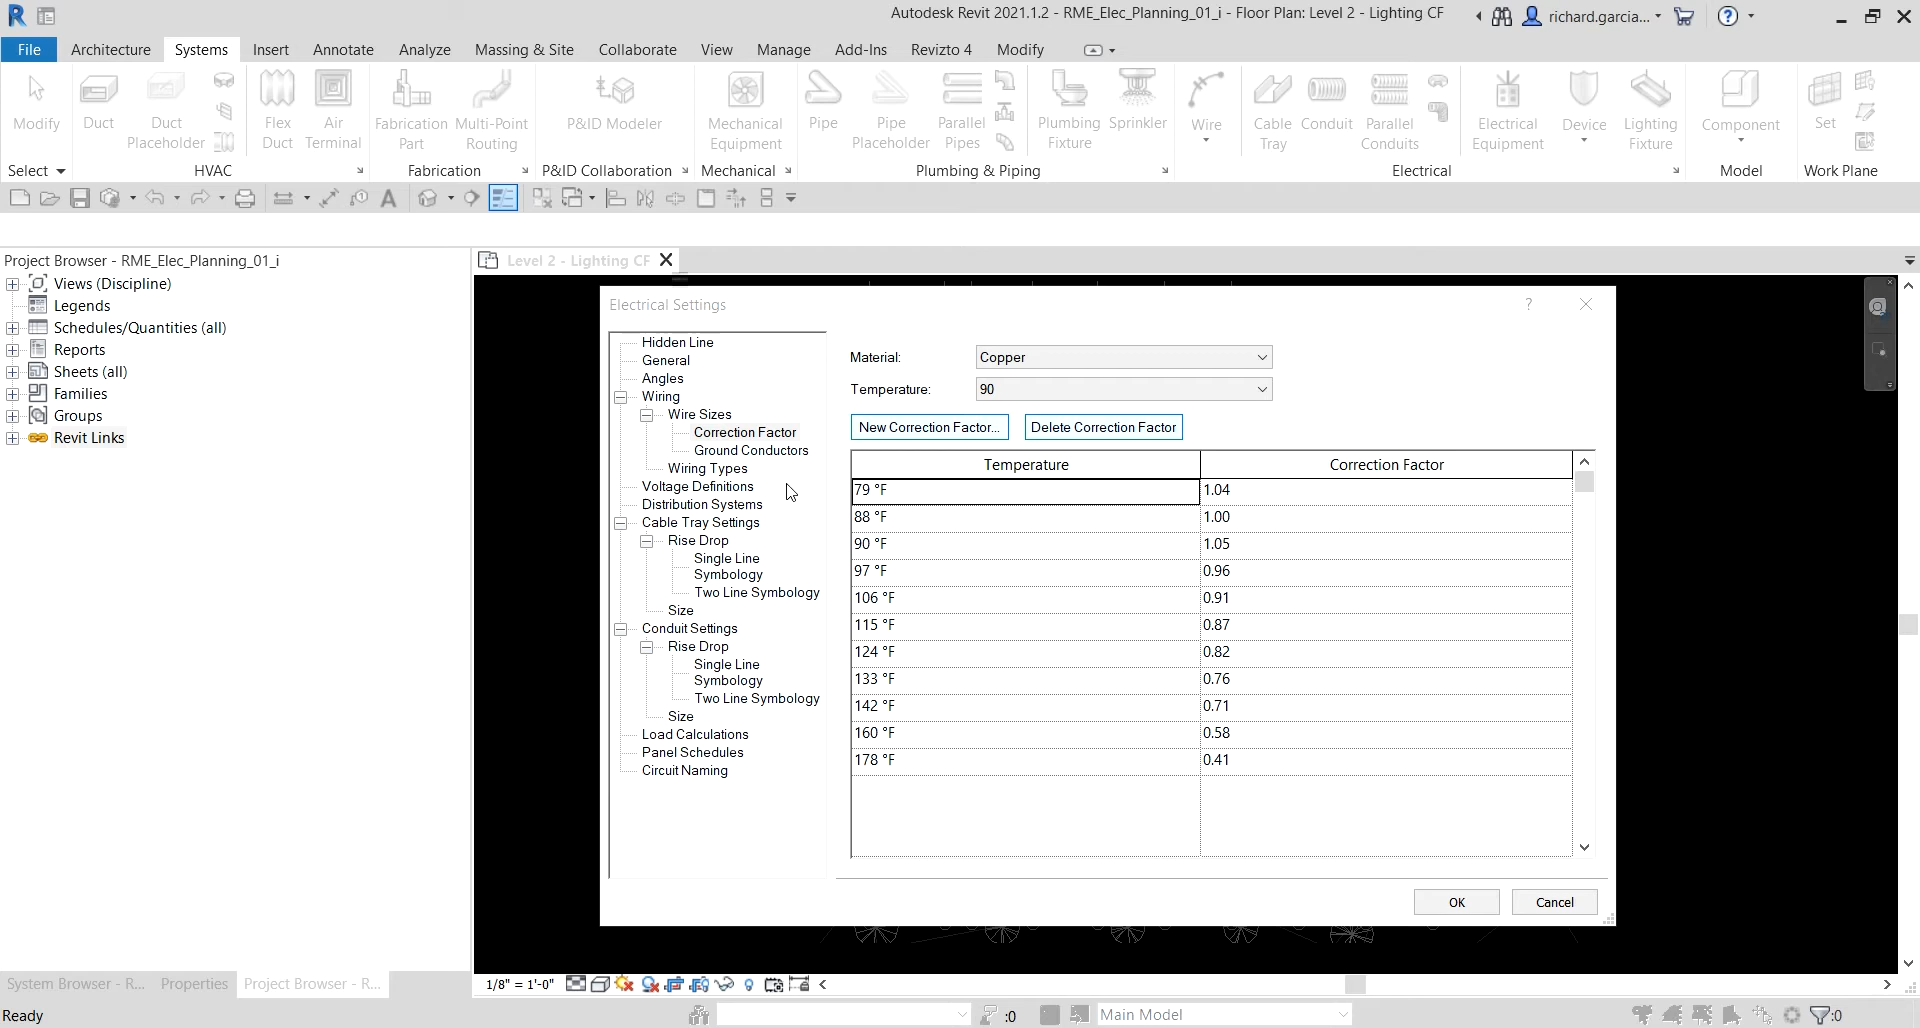 Autodesk Revit 2021.1.2 - RME_Elec_Planning_01_i - Floor Plan: Level 2 - Lighting CF
richard.garcia...
File Architecture Systems Insert Annotate Analyze Massing & Site Collaborate View Manage Add-Ins Revizto 4 Modify
Modify
Duct
Duct Placeholder
Flex Duct
Air Terminal
Fabrication Part
Multi-Point Routing
P&ID Modeler
Mechanical Equipment
Pipe
Pipe Placeholder
Parallel Pipes
Plumbing Fixture
Sprinkler
Wire
Cable Tray
Conduit
Parallel Conduits
Electrical Equipment
Device
Lighting Fixture
Component
Set
Select HVAC Fabrication P&ID Collaboration Mechanical Plumbing & Piping Electrical Model Work Plane
Project Browser - RME_Elec_Planning_01_i
Views (Discipline)
Legends
Schedules/Quantities (all)
Reports
Sheets (all)
Families
Groups
Revit Links
Level 2 - Lighting CF
Electrical Settings
Hidden Line
General
Angles
Wiring
Wire Sizes
Correction Factor
Ground Conductors
Wiring Types
Voltage Definitions
Distribution Systems
Cable Tray Settings
Rise Drop
Single Line
Symbology
Two Line Symbology
Size
Conduit Settings
Rise Drop
Single Line
Symbology
Two Line Symbology
Size
Load Calculations
Panel Schedules
Circuit Naming
Material: Copper
Temperature: 90
New Correction Factor... Delete Correction Factor
Temperature Correction Factor
79 °F 1.04
88 °F 1.00
90 °F 1.05
97 °F 0.96
106 °F 0.91
115 °F 0.87
124 °F 0.82
133 °F 0.76
142 °F 0.71
160 °F 0.58
178 °F 0.41
OK Cancel
System Browser - R... Properties Project Browser - R...
1/8" = 1'-0"
Ready
:0
Main Model
:0